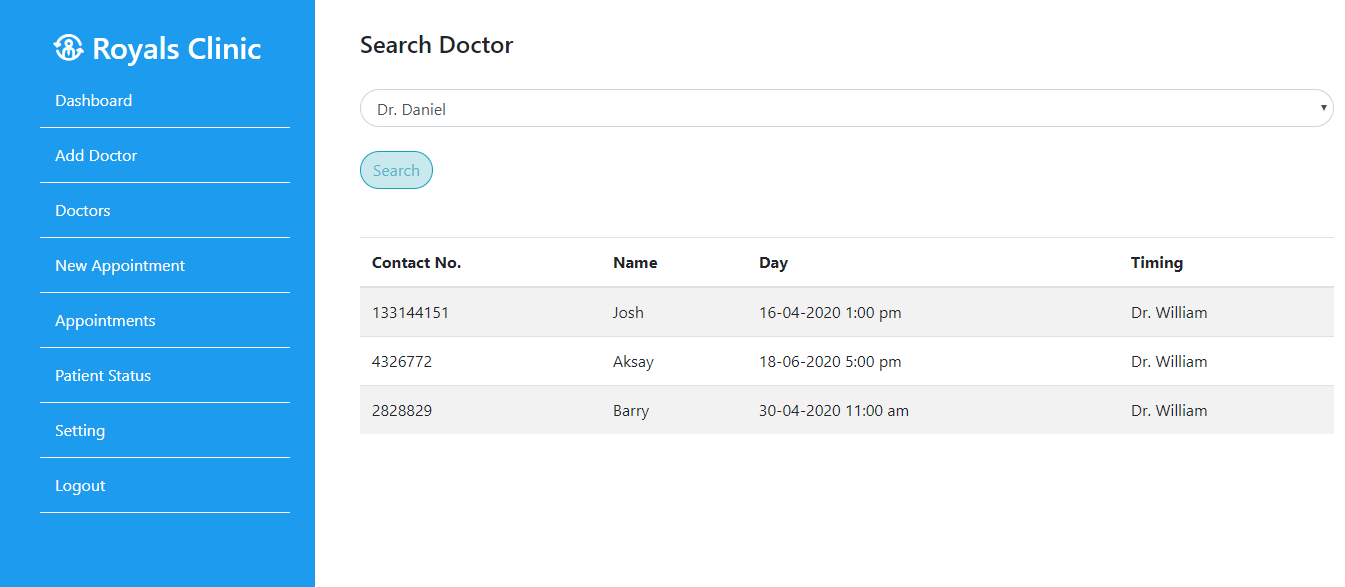 Royals Clinic
Dashboard
Add Doctor
Doctors
New Appointment
Appointments
Patient Status
Setting
Logout
Search Doctor
Dr. Daniel
Search
Contact No. Name Day Timing
133144151 Josh 16-04-2020 1:00 pm Dr. William
4326772 Aksay 18-06-2020 5:00 pm Dr. William
2828829 Barry 30-04-2020 11:00 am Dr. William